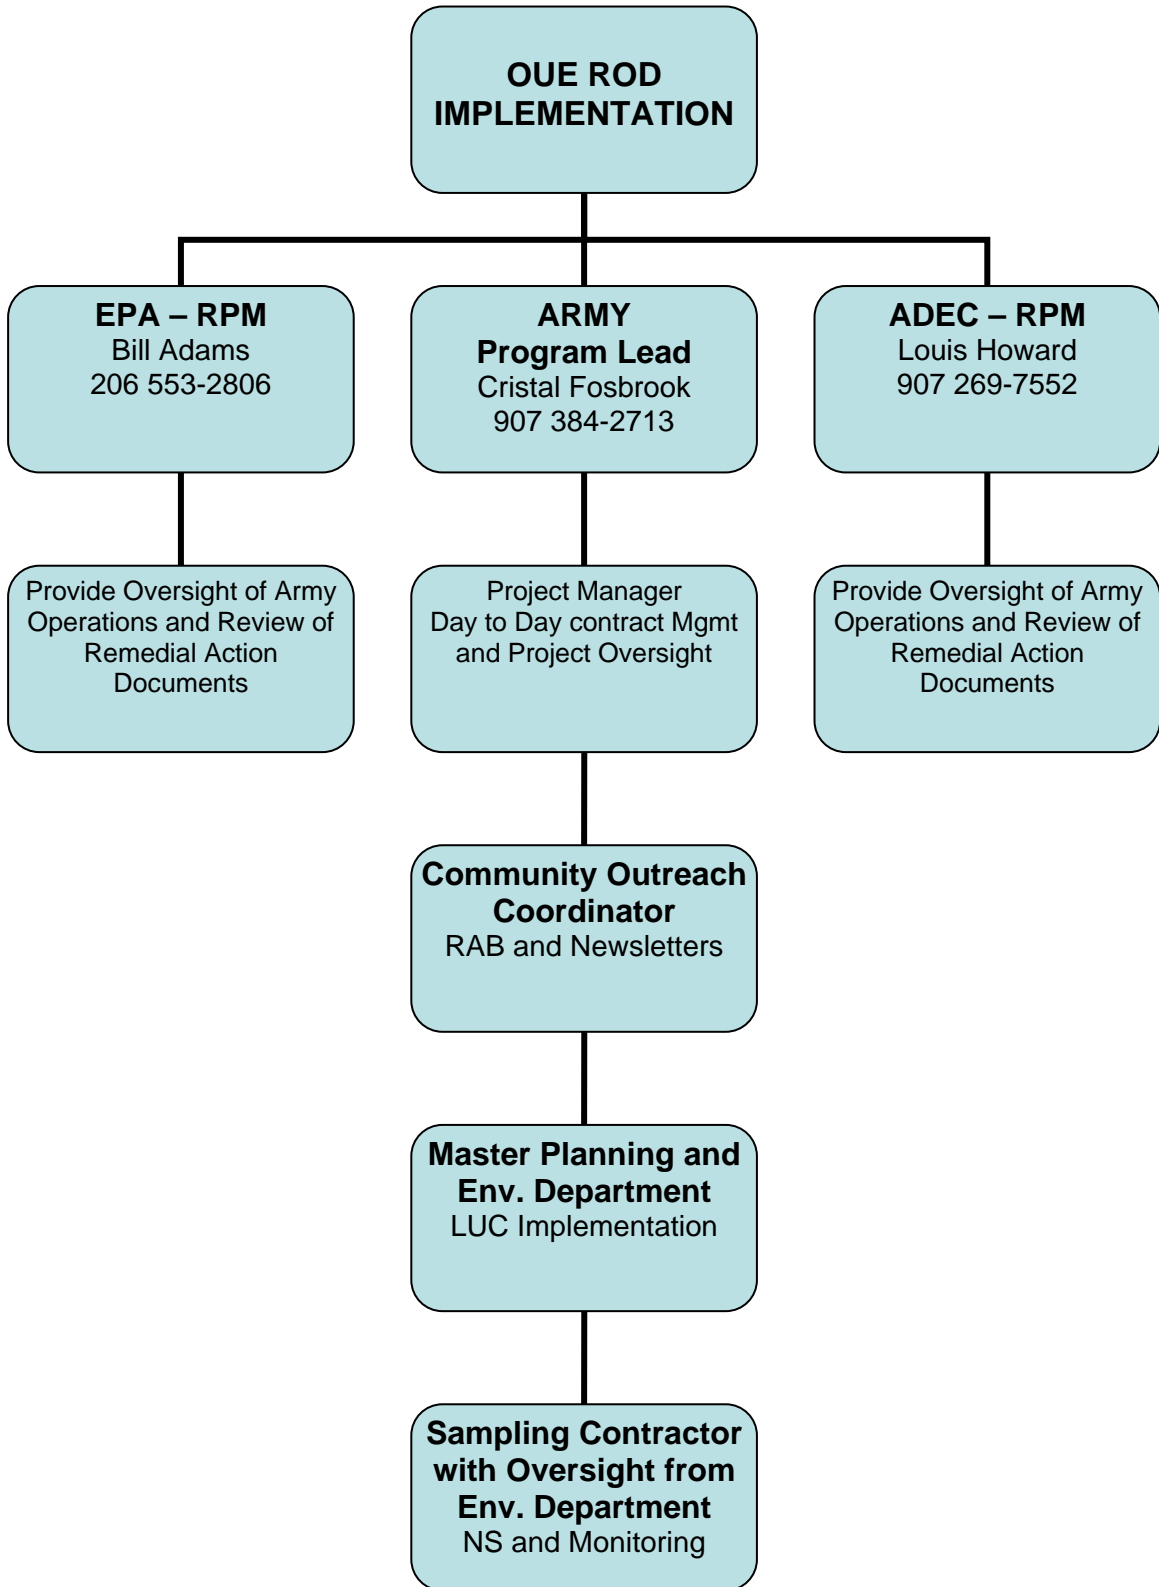 OUE ROD
IMPLEMENTATION
EPA – RPM
Bill Adams
206 553-2806
ARMY
Program Lead
Cristal Fosbrook
907 384-2713
ADEC – RPM
Louis Howard
907 269-7552
Provide Oversight of Army
Operations and Review of
Remedial Action
Documents
Project Manager
Day to Day contract Mgmt
and Project Oversight
Provide Oversight of Army
Operations and Review of
Remedial Action
Documents
Community Outreach
Coordinator
RAB and Newsletters
Master Planning and
Env. Department
LUC Implementation
Sampling Contractor
with Oversight from
Env. Department
NS and Monitoring